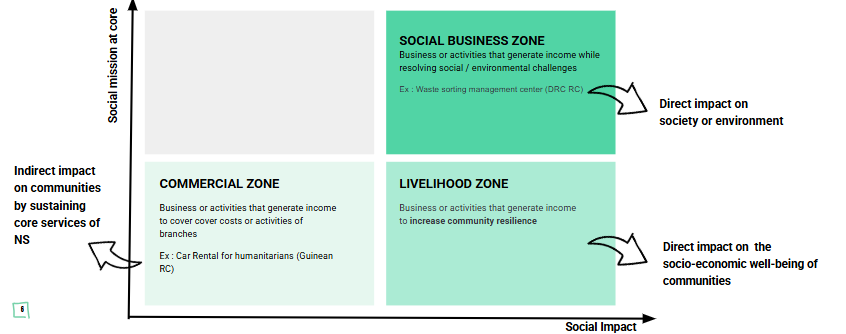 Social mission at core
SOCIAL BUSINESS ZONE
Business or activities that generate income while
resolving social / environmental challenges
Ex : Waste sorting management center (DRC RC)
Direct impact on
society or environment
Indirect impact
on communities
by sustaining
core services of
NS
COMMERCIAL ZONE
Business or activities that generate income
to cover cover costs or activities of
branches
Ex : Car Rental for humanitarians (Guinean
RC)
LIVELIHOOD ZONE
Business or activities that generate income
to increase community resilience
Direct impact on the
socio-economic well-being of
communities
6
Social Impact